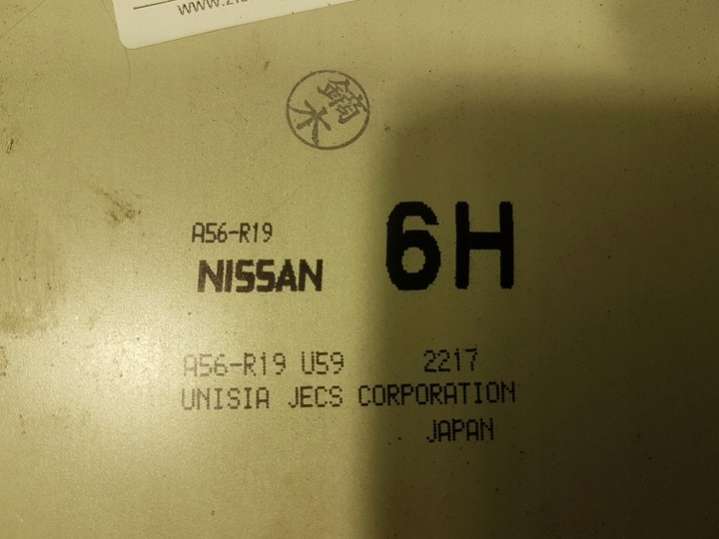 鏑
木
A56-R19
6H
NISSAN
A56-R19 U59 2217
UNISIA JECS CORPORATION
JAPAN